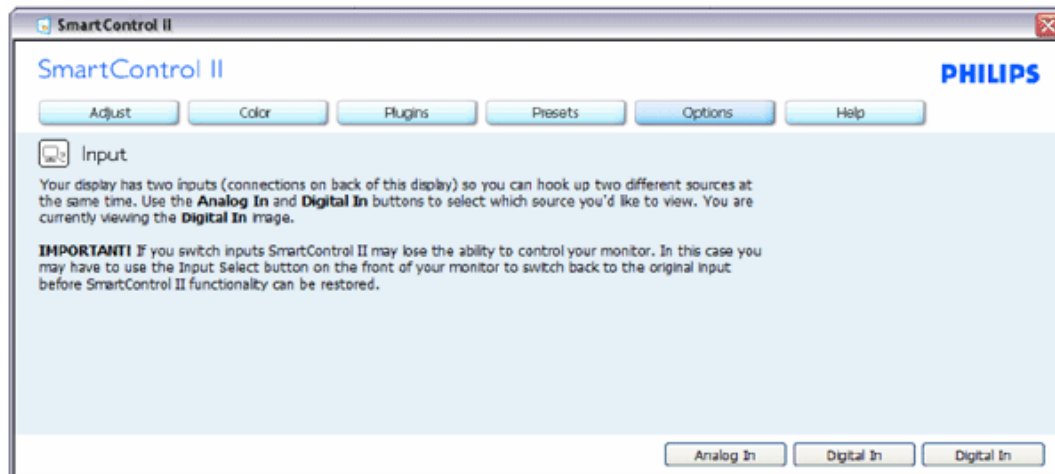 SmartControl II
SmartControl II
PHILIPS
Adjust Color Plugins Presets Options Help
Input
Your display has two inputs (connections on back of this display) so you can hook up two different sources at
the same time. Use the Analog In and Digital In buttons to select which source you'd like to view. You are
currently viewing the Digital In image.
IMPORTANT! If you switch inputs SmartControl II may lose the ability to control your monitor. In this case you
may have to use the Input Select button on the front of your monitor to switch back to the original input
before SmartControl II functionality can be restored.
Analog In Digital In Digital In